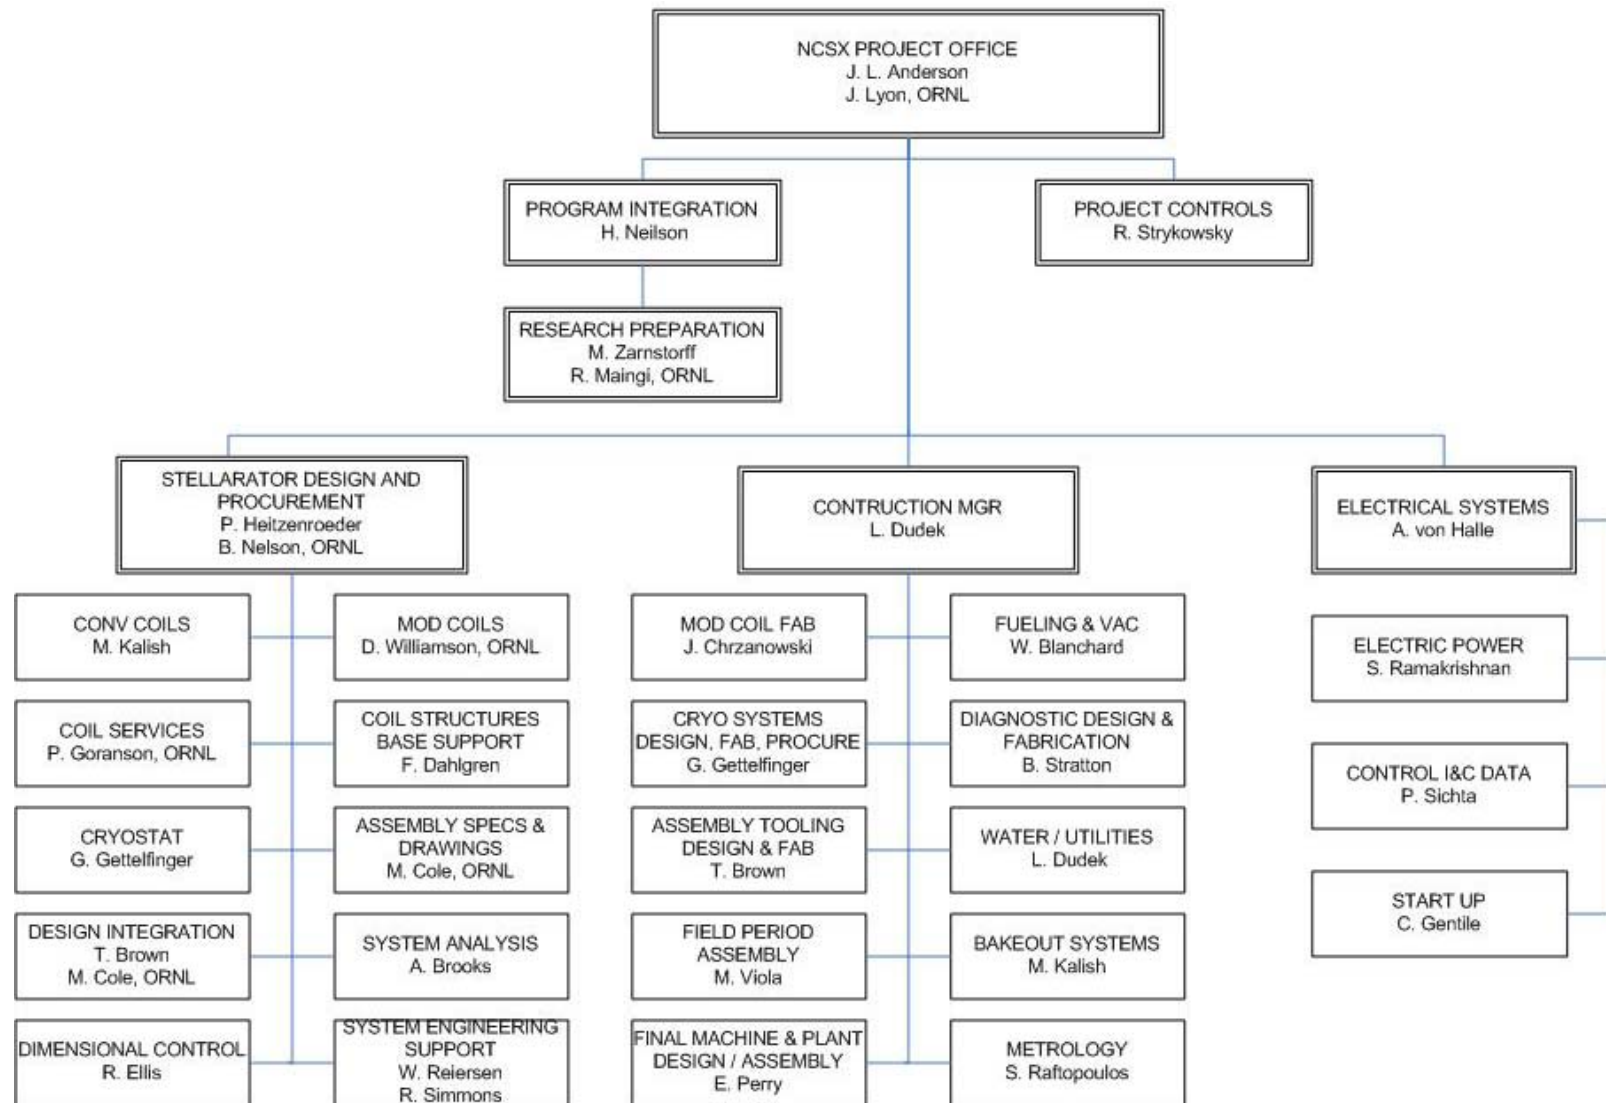 NCSX PROJECT OFFICE
J. L. Anderson
J. Lyon, ORNL
PROGRAM INTEGRATION
H. Neilson
PROJECT CONTROLS
R. Strykowsky
RESEARCH PREPARATION
M. Zarnstorff
R. Maingi, ORNL
STELLARATOR DESIGN AND
PROCUREMENT
P. Heitzenroeder
B. Nelson, ORNL
CONTRUCTION MGR
L. Dudek
ELECTRICAL SYSTEMS
A. von Halle
CONV COILS
M. Kalish
MOD COILS
D. Williamson, ORNL
MOD COIL FAB
J. Chrzanowski
FUELING & VAC
W. Blanchard
ELECTRIC POWER
S. Ramakrishnan
COIL SERVICES
P. Goranson, ORNL
COIL STRUCTURES
BASE SUPPORT
F. Dahlgren
CRYO SYSTEMS
DESIGN, FAB, PROCURE
G. Gettelfinger
DIAGNOSTIC DESIGN &
FABRICATION
B. Stratton
CONTROL I&C DATA
P. Sichta
CRYOSTAT
G. Gettelfinger
ASSEMBLY SPECS &
DRAWINGS
M. Cole, ORNL
ASSEMBLY TOOLING
DESIGN & FAB
T. Brown
WATER / UTILITIES
L. Dudek
START UP
C. Gentile
DESIGN INTEGRATION
T. Brown
M. Cole, ORNL
SYSTEM ANALYSIS
A. Brooks
FIELD PERIOD
ASSEMBLY
M. Viola
BAKEOUT SYSTEMS
M. Kalish
DIMENSIONAL CONTROL
R. Ellis
SYSTEM ENGINEERING
SUPPORT
W. Reiersen
R. Simmons
FINAL MACHINE & PLANT
DESIGN / ASSEMBLY
E. Perry
METROLOGY
S. Raftopoulos